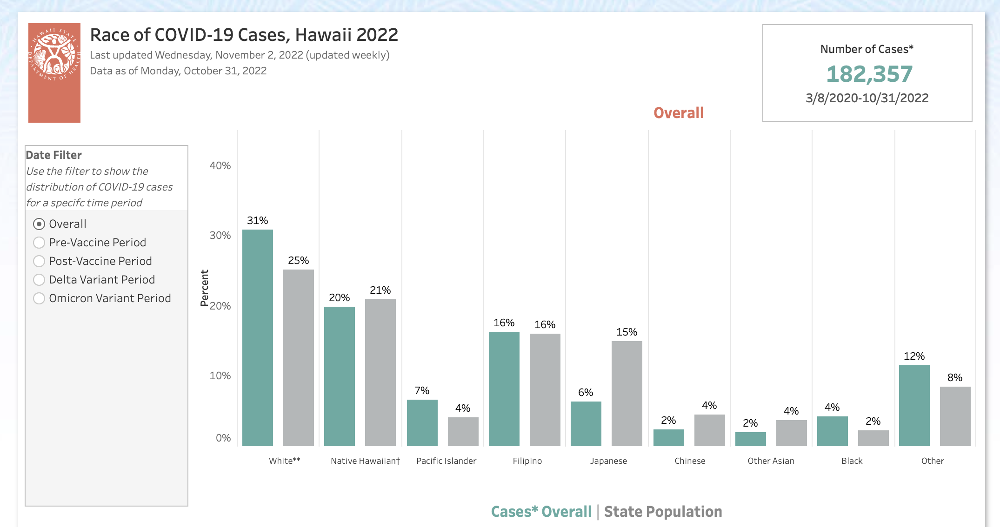 HAWAII STATE
DEPARTMENT OF HEALTH
Race of COVID-19 Cases, Hawaii 2022
Last updated Wednesday, November 2, 2022 (updated weekly)
Data as of Monday, October 31, 2022
Number of Cases*
182,357
3/8/2020-10/31/2022
Overall
Date Filter
Use the filter to show the
distribution of COVID-19 cases
for a specifc time period
Overall
Pre-Vaccine Period
Post-Vaccine Period
Delta Variant Period
Omicron Variant Period
Percent
40%
30%
20%
10%
0%
31%
25%
20%
21%
7%
4%
16%
16%
6%
15%
2%
4%
2%
4%
4%
2%
12%
8%
White**
Native Hawaiian†
Pacific Islander
Filipino
Japanese
Chinese
Other Asian
Black
Other
Cases* Overall | State Population